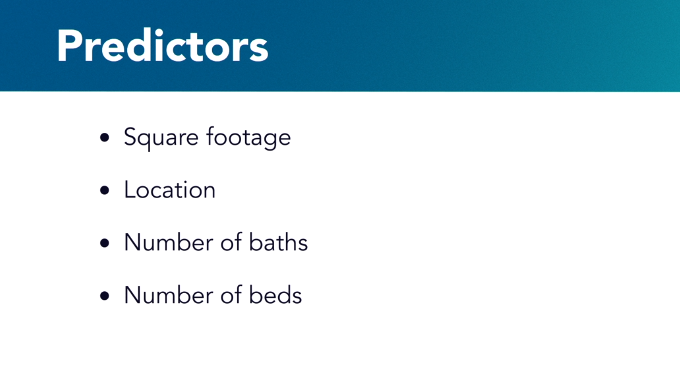 Predictors
• Square footage
• Location
• Number of baths
• Number of beds